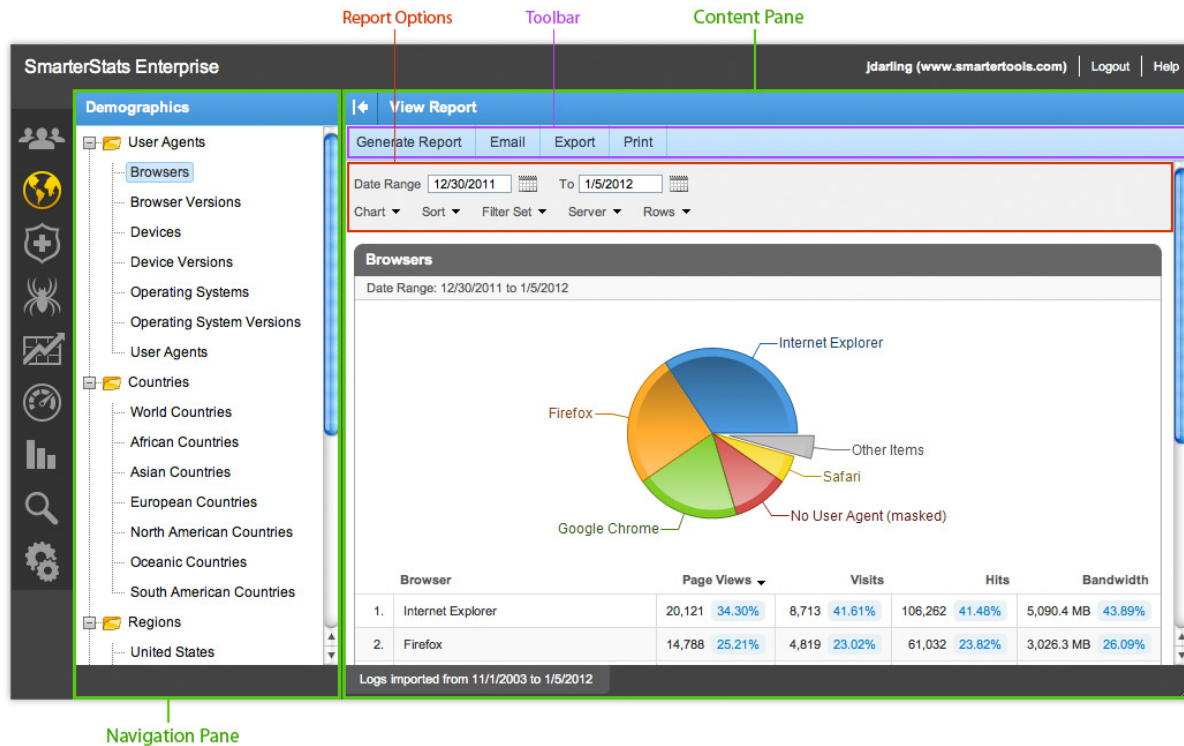 Report Options
Toolbar
Content Pane
SmarterStats Enterprise
jdarling (www.smartertools.com)
Logout
Help
Demographics
View Report
User Agents
Browsers
Browser Versions
Devices
Device Versions
Operating Systems
Operating System Versions
User Agents
Countries
World Countries
African Countries
Asian Countries
European Countries
North American Countries
Oceanic Countries
South American Countries
Regions
United States
Generate Report Email Export Print
Date Range 12/30/2011 To 1/5/2012
Chart Sort Filter Set Server Rows
Browsers
Date Range: 12/30/2011 to 1/5/2012
Internet Explorer
Firefox
Other Items
Safari
No User Agent (masked)
Google Chrome
Browser Page Views Visits Hits Bandwidth
1. Internet Explorer 20,121 34.30% 8,713 41.61% 106,262 41.48% 5,090.4 MB 43.89%
2. Firefox 14,788 25.21% 4,819 23.02% 61,032 23.82% 3,026.3 MB 26.09%
Logs imported from 11/1/2003 to 1/5/2012
Navigation Pane